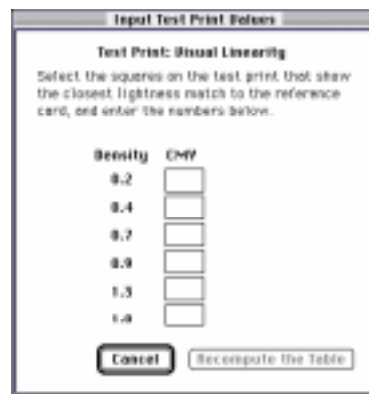 Input Test Print Values
Test Print: Visual Linearity
Select the squares on the test print that show
the closest lightness match to the reference
card, and enter the numbers below.
Density CMY
0.2
0.4
0.7
0.9
1.3
Cancel Recompute the Table